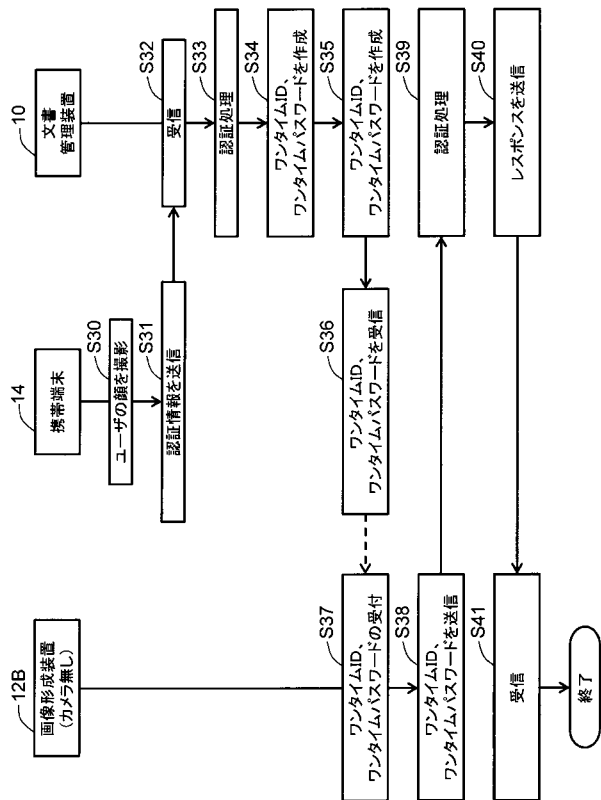 12B
画像形成装置
(カメラ無し)
14
携帯端末
10
文書
管理装置
S30
ユーザの顔を撮影
S31
認証情報を送信
S32
受信
S33
認証処理
S34
ワンタイムID、
ワンタイムパスワードを作成
S35
ワンタイムID、
ワンタイムパスワードを作成
S36
ワンタイムID、
ワンタイムパスワードを受信
S37
ワンタイムID、
ワンタイムパスワードの受付
S38
ワンタイムID、
ワンタイムパスワードを送信
S39
認証処理
S40
レスポンスを送信
S41
受信
終了